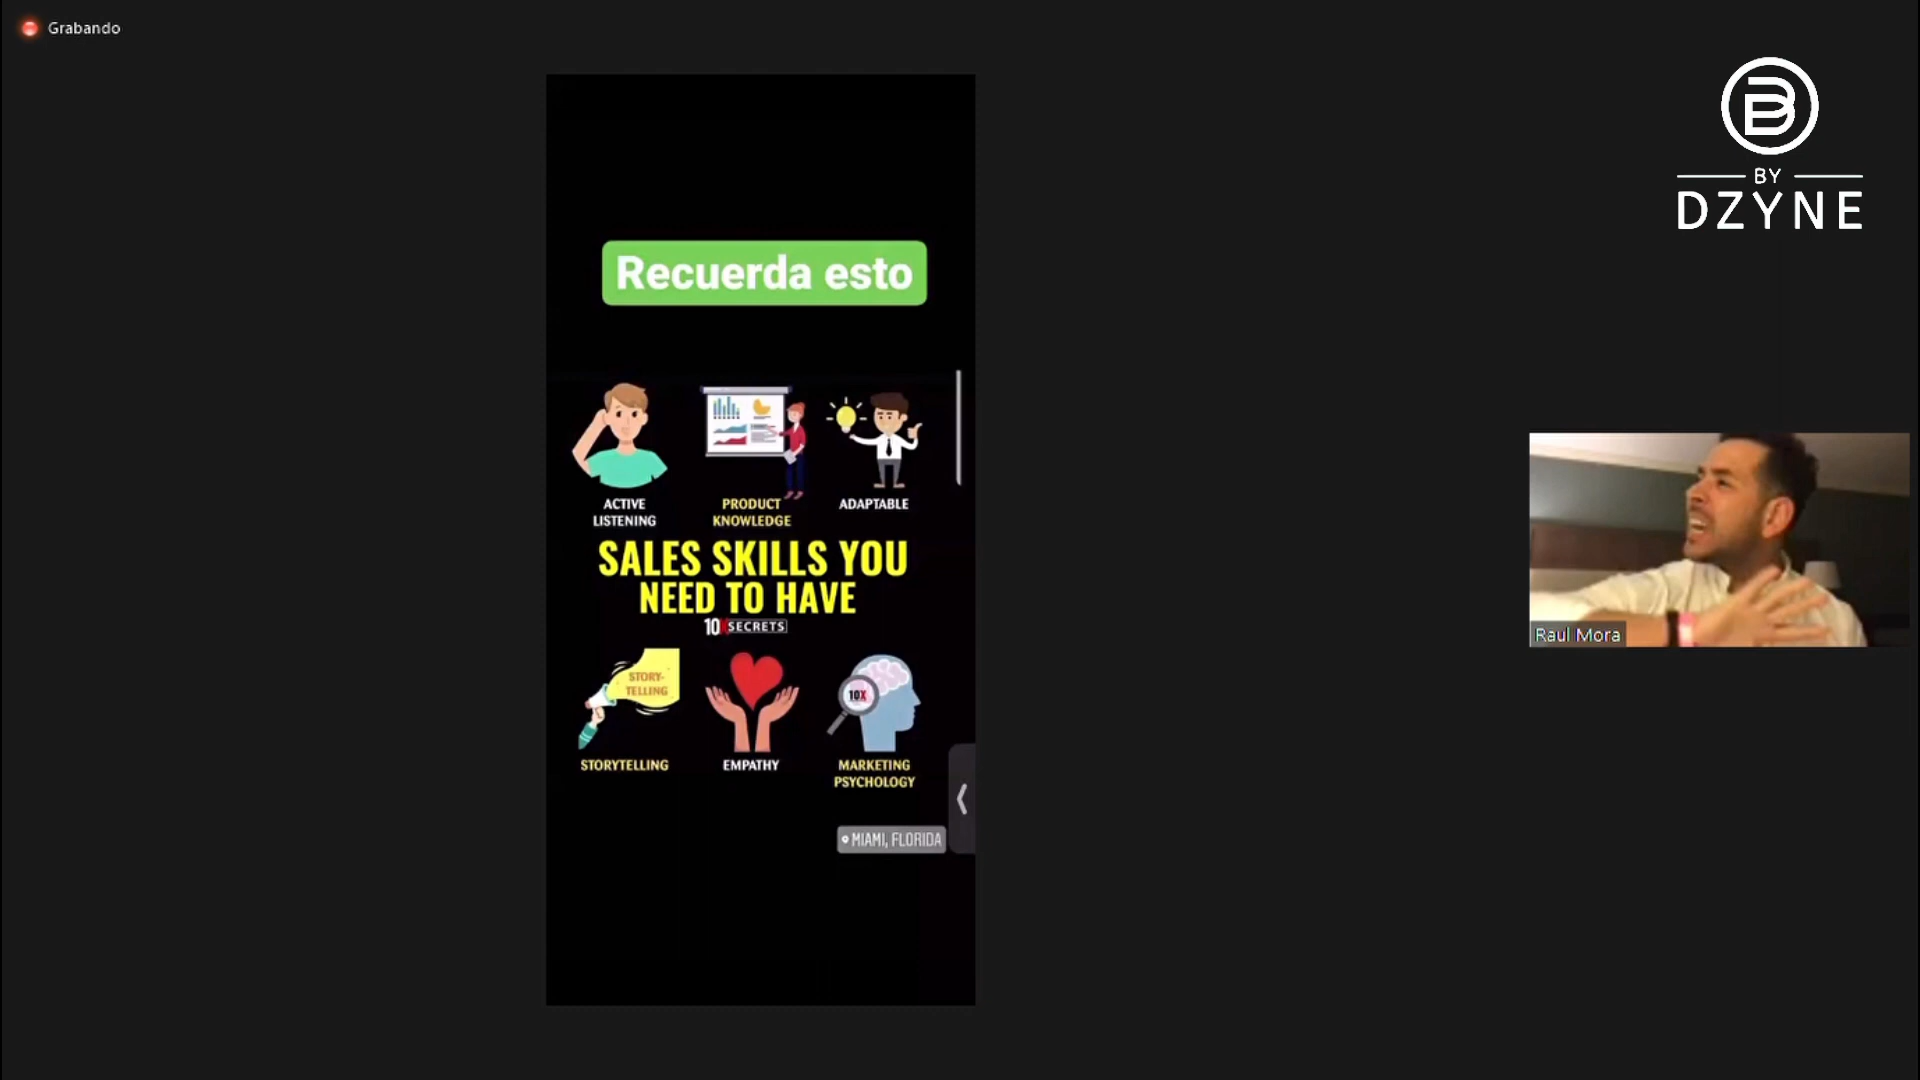 Grabando
BY
DZYNE
Recuerda esto
ACTIVE
LISTENING
PRODUCT
KNOWLEDGE
ADAPTABLE
SALES SKILLS YOU
NEED TO HAVE
10X SECRETS
STORY-
TELLING
10X
STORYTELLING
EMPATHY
MARKETING
PSYCHOLOGY
MIAMI, FLORIDA
Raul Mora